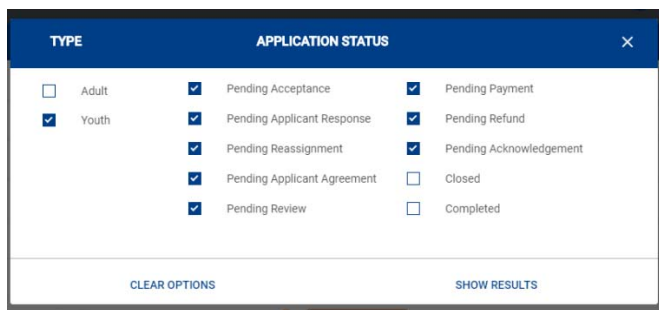 TYPE APPLICATION STATUS
Adult Pending Acceptance Pending Payment
Youth Pending Applicant Response Pending Refund
Pending Reassignment Pending Acknowledgement
Pending Applicant Agreement Closed
Pending Review Completed
CLEAR OPTIONS SHOW RESULTS